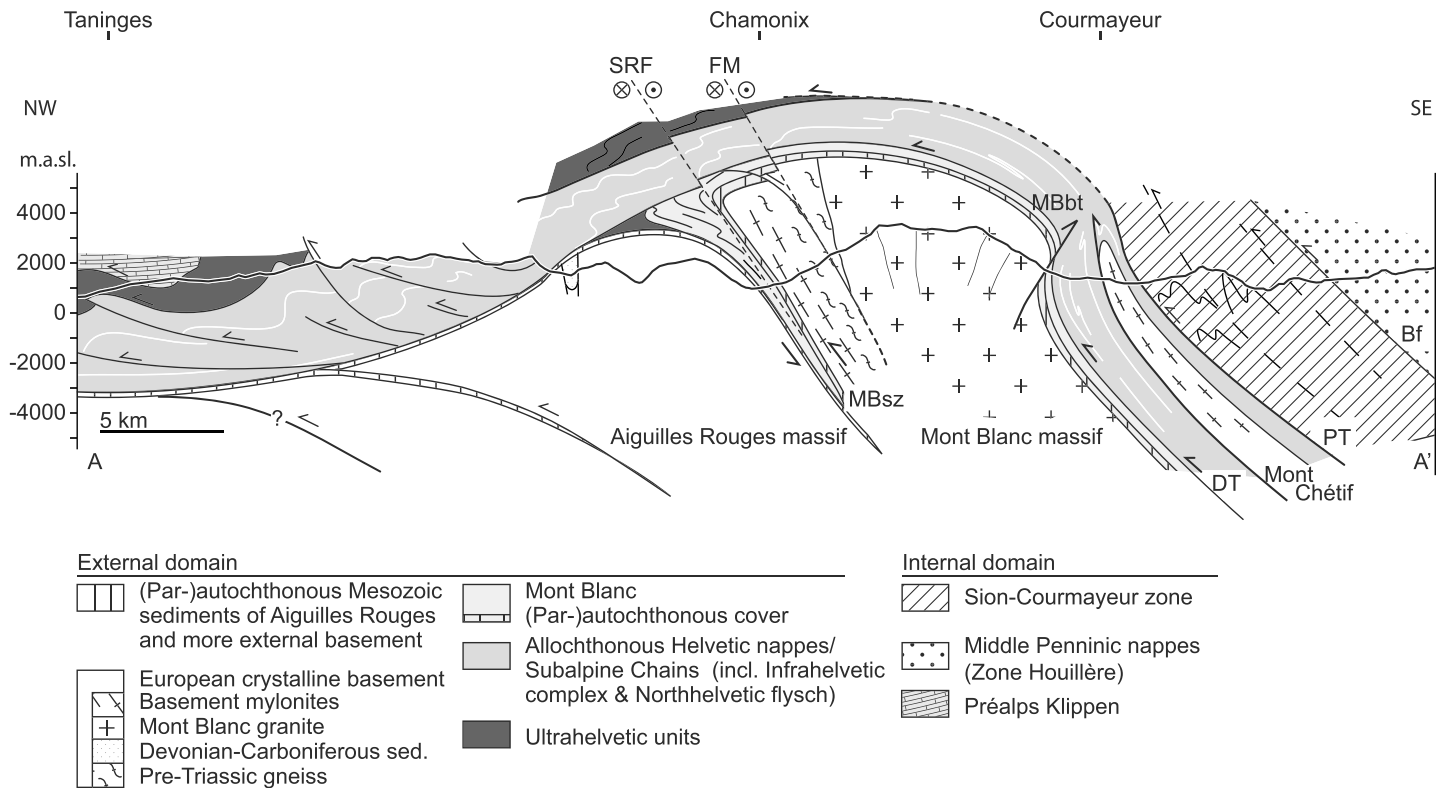 Taninges
Chamonix
Courmayeur
SRF
FM
NW
SE
m.a.sl.
4000
2000
0
-2000
-4000
MBbt
Bf
MBsz
?
5 km
A
Aiguilles Rouges massif
Mont Blanc massif
PT
A'
DT
Mont
Chétif
External domain
(Par-)autochthonous Mesozoic
sediments of Aiguilles Rouges
and more external basement
European crystalline basement
Basement mylonites
Mont Blanc granite
Devonian-Carboniferous sed.
Pre-Triassic gneiss
Mont Blanc
(Par-)autochthonous cover
Allochthonous Helvetic nappes/
Subalpine Chains (incl. Infrahelvetic
complex & Northhelvetic flysch)
Ultrahelvetic units
Internal domain
Sion-Courmayeur zone
Middle Penninic nappes
(Zone Houillère)
Préalps Klippen